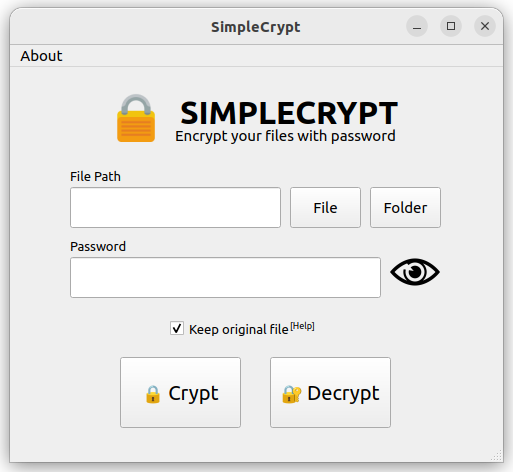 SimpleCrypt
About
SIMPLECRYPT
Encrypt your files with password
File Path
File Folder
Password
Keep original file [Help]
Crypt Decrypt